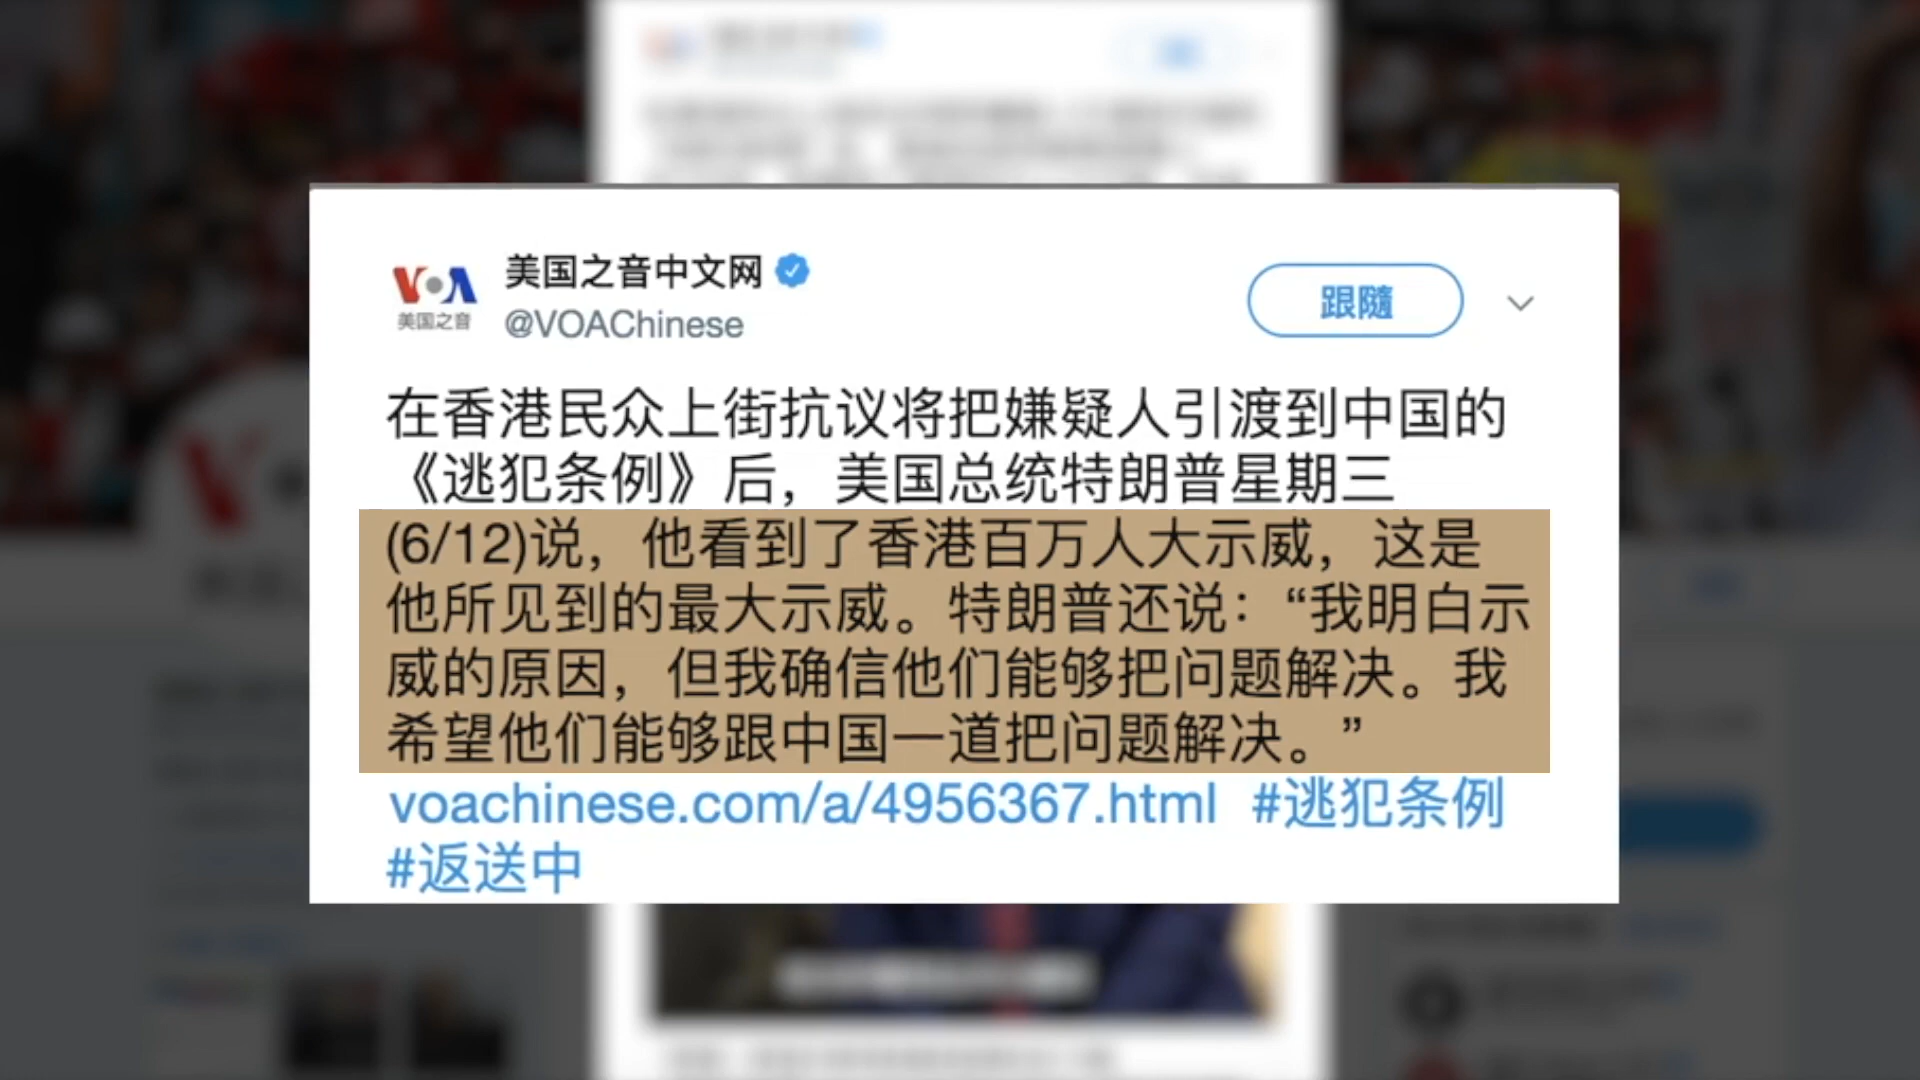 美国之音中文网
VOA
美国之音
@VOAChinese
跟隨
在香港民众上街抗议将把嫌疑人引渡到中国的
《逃犯条例》后，美国总统特朗普星期三
(6/12)说，他看到了香港百万人大示威，这是
他所见到的最大示威。特朗普还说：“我明白示
威的原因，但我确信他们能够把问题解决。我
希望他们能够跟中国一道把问题解决。”
voachinese.com/a/4956367.html #逃犯条例
#返送中